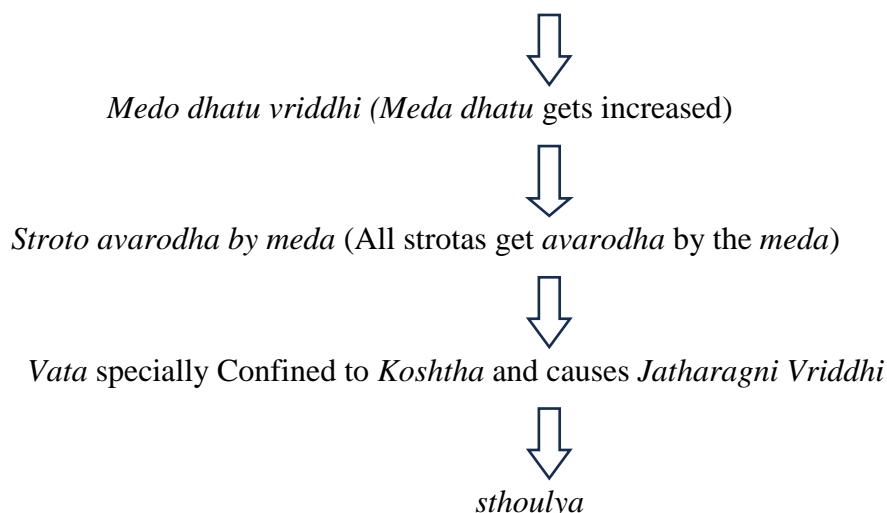 Medo dhatu vriddhi (Meda dhatu gets increased)
Stroto avarodha by meda (All strotas get avarodha by the meda)
Vata specially Confined to Koshtha and causes Jatharagni Vriddhi
sthoulya